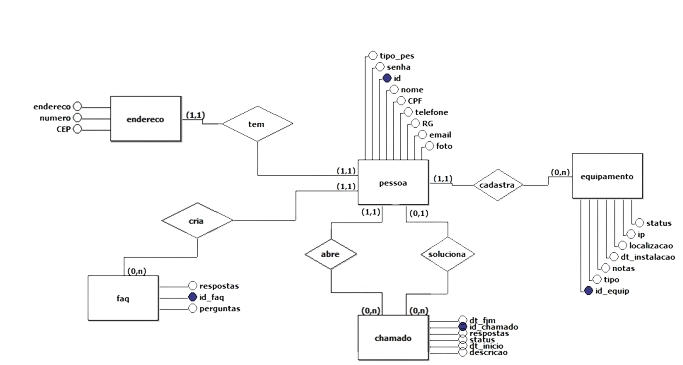 tipo_pes
senha
id
nome
CPF
telefone
RG
email
foto
endereco
numero
CEP
endereco
(1,1)
tem
(1,1)
(1,1)
pessoa
(1,1)
cadastra
(0,n)
equipamento
(1,1)
(0,1)
cria
abre
soluciona
status
ip
localizacao
dt_instalacao
notas
tipo
id_equip
(0,n)
faq
respostas
id_faq
perguntas
(0,n)
(0,n)
chamado
dt_fim
id_chamado
respostas
status
dt_inicio
descricao